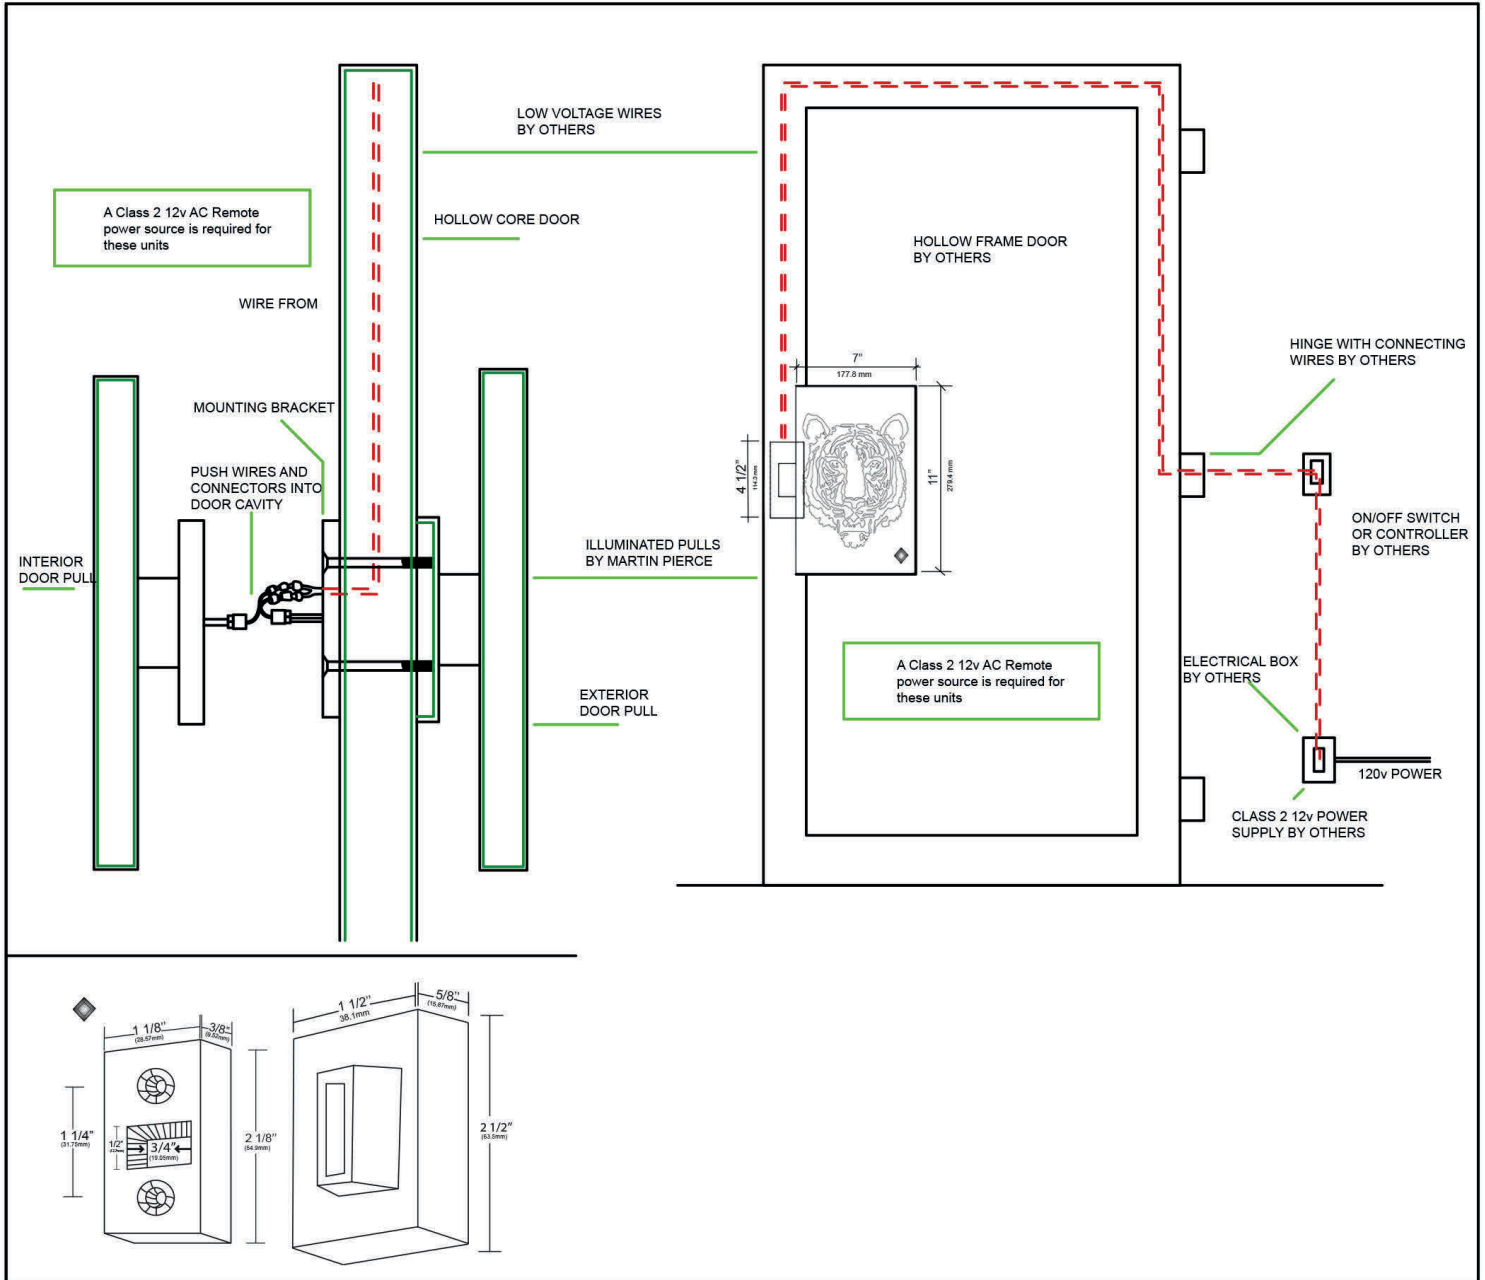 LOW VOLTAGE WIRES
BY OTHERS
A Class 2 12v AC Remote
power source is required for
these units
HOLLOW CORE DOOR
HOLLOW FRAME DOOR
BY OTHERS
WIRE FROM
HINGE WITH CONNECTING
WIRES BY OTHERS
7"
177.8 mm
MOUNTING BRACKET
PUSH WIRES AND
CONNECTORS INTO
DOOR CAVITY
4 1/2"
114.3 mm
11"
279.4 mm
ON/OFF SWITCH
OR CONTROLLER
BY OTHERS
INTERIOR
DOOR PULL
ILLUMINATED PULLS
BY MARTIN PIERCE
A Class 2 12v AC Remote
power source is required for
these units
ELECTRICAL BOX
BY OTHERS
EXTERIOR
DOOR PULL
120v POWER
CLASS 2 12v POWER
SUPPLY BY OTHERS
1 1/8"
(28.57mm)
3/8"
(9.52mm)
1 1/2"
38.1mm
5/8"
(15.87mm)
1 1/4"
(31.75mm)
1/2"
3/4"
(19.05mm)
2 1/8"
(54.9mm)
2 1/2"
(63.5mm)